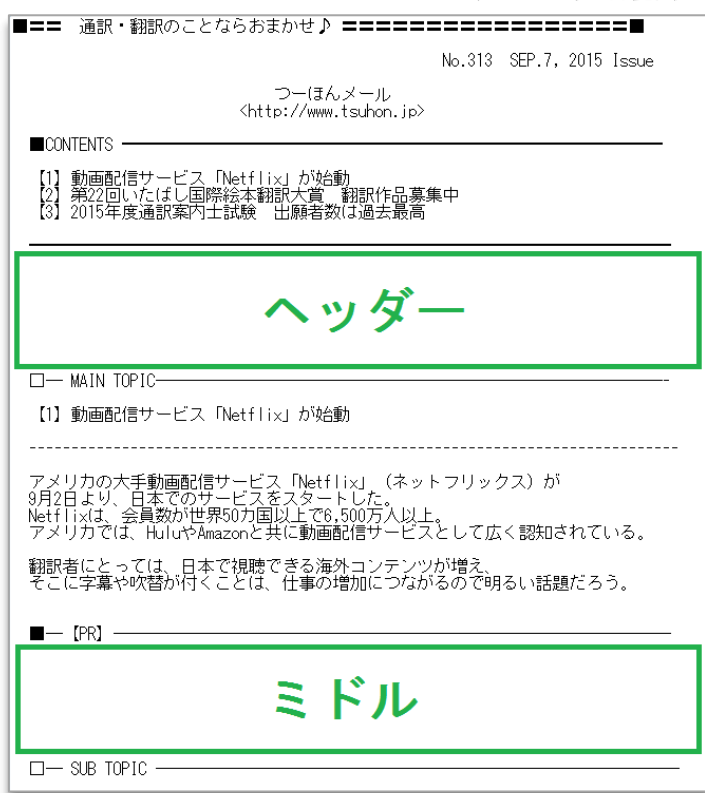 ■== 通訳・翻訳のことならおまかせ♪ =================■
No.313 SEP.7, 2015 Issue
つーほんメール
<http://www.tsuhon.jp>
■CONTENTS
【1】動画配信サービス「Netflix」が始動
【2】第22回いたばし国際絵本翻訳大賞 翻訳作品募集中
【3】2015年度通訳案内士試験 出願者数は過去最高
ヘッダー
□─ MAIN TOPIC─────────────────────────────-
【1】動画配信サービス「Netflix」が始動
-----------------------------------------------------------------------------
アメリカの大手動画配信サービス「Netflix」（ネットフリックス）が
9月2日より、日本でのサービスをスタートした。
Netflixは、会員数が世界50カ国以上で6,500万人以上。
アメリカでは、HuluやAmazonと共に動画配信サービスとして広く認知されている。
翻訳者にとっては、日本で視聴できる海外コンテンツが増え、
そこに字幕や吹替が付くことは、仕事の増加につながるので明るい話題だろう。
■─【PR】─────────────────────────────
ミドル
□─ SUB TOPIC ─────────────────────────────